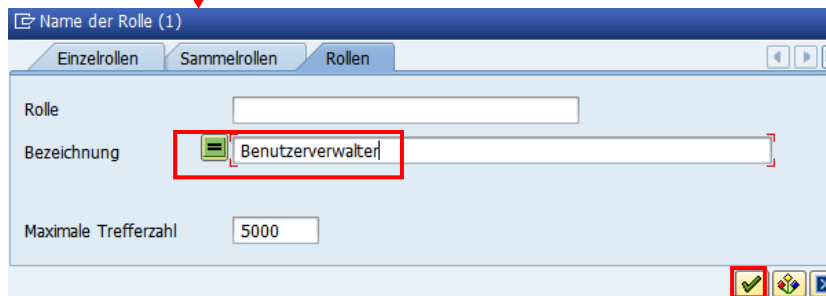 Name der Rolle (1)
Einzelrollen Sammelrollen Rollen
Rolle
Bezeichnung = Benutzerverwalter
Maximale Trefferzahl 5000